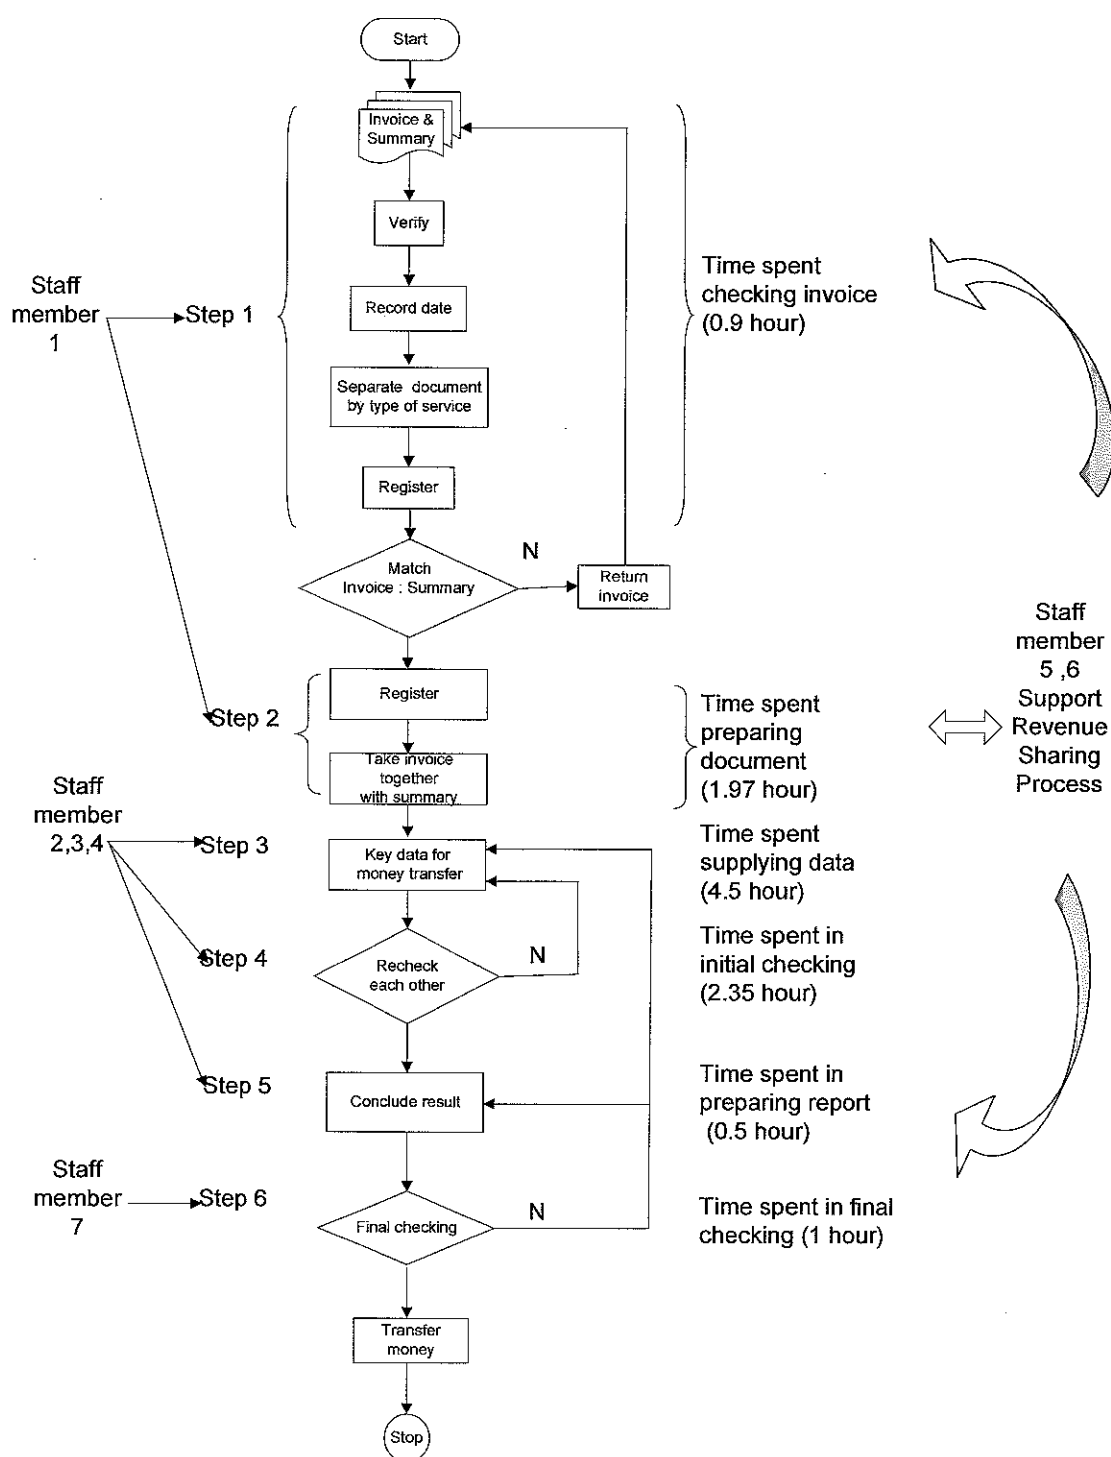 Start
Invoice &
Summary
Verify
Record date
Separate document
by type of service
Register
Match
Invoice : Summary
N
Return
invoice
Register
Take invoice
together
with summary
Key data for
money transfer
Recheck
each other
N
Conclude result
Final checking
N
Transfer
money
Stop
Staff
member
1
Step 1
Step 2
Staff
member
2,3,4
Step 3
Step 4
Step 5
Staff
member
7
Step 6
Time spent
checking invoice
(0.9 hour)
Time spent
preparing
document
(1.97 hour)
Time spent
supplying data
(4.5 hour)
Time spent in
initial checking
(2.35 hour)
Time spent in
preparing report
(0.5 hour)
Time spent in final
checking (1 hour)
Staff
member
5 ,6
Support
Revenue
Sharing
Process